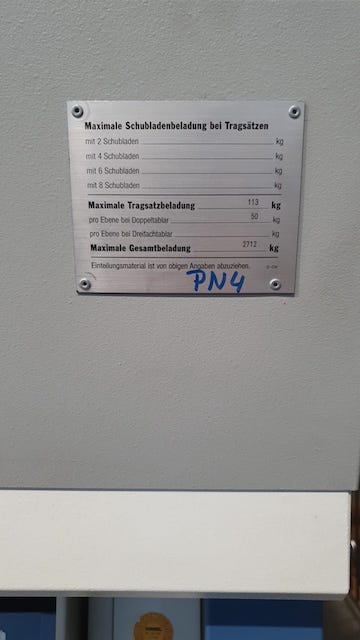 Maximale Schubladenbeladung bei Tragsätzen
mit 2 Schubladen kg
mit 4 Schubladen kg
mit 6 Schubladen kg
mit 8 Schubladen kg
Maximale Tragsatzbeladung 113 kg
pro Ebene bei Doppeltablar 50 kg
pro Ebene bei Dreifachtablar kg
Maximale Gesamtbeladung 2712 kg
Einteilungsmaterial ist von obigen Angaben abzuziehen.
PN4